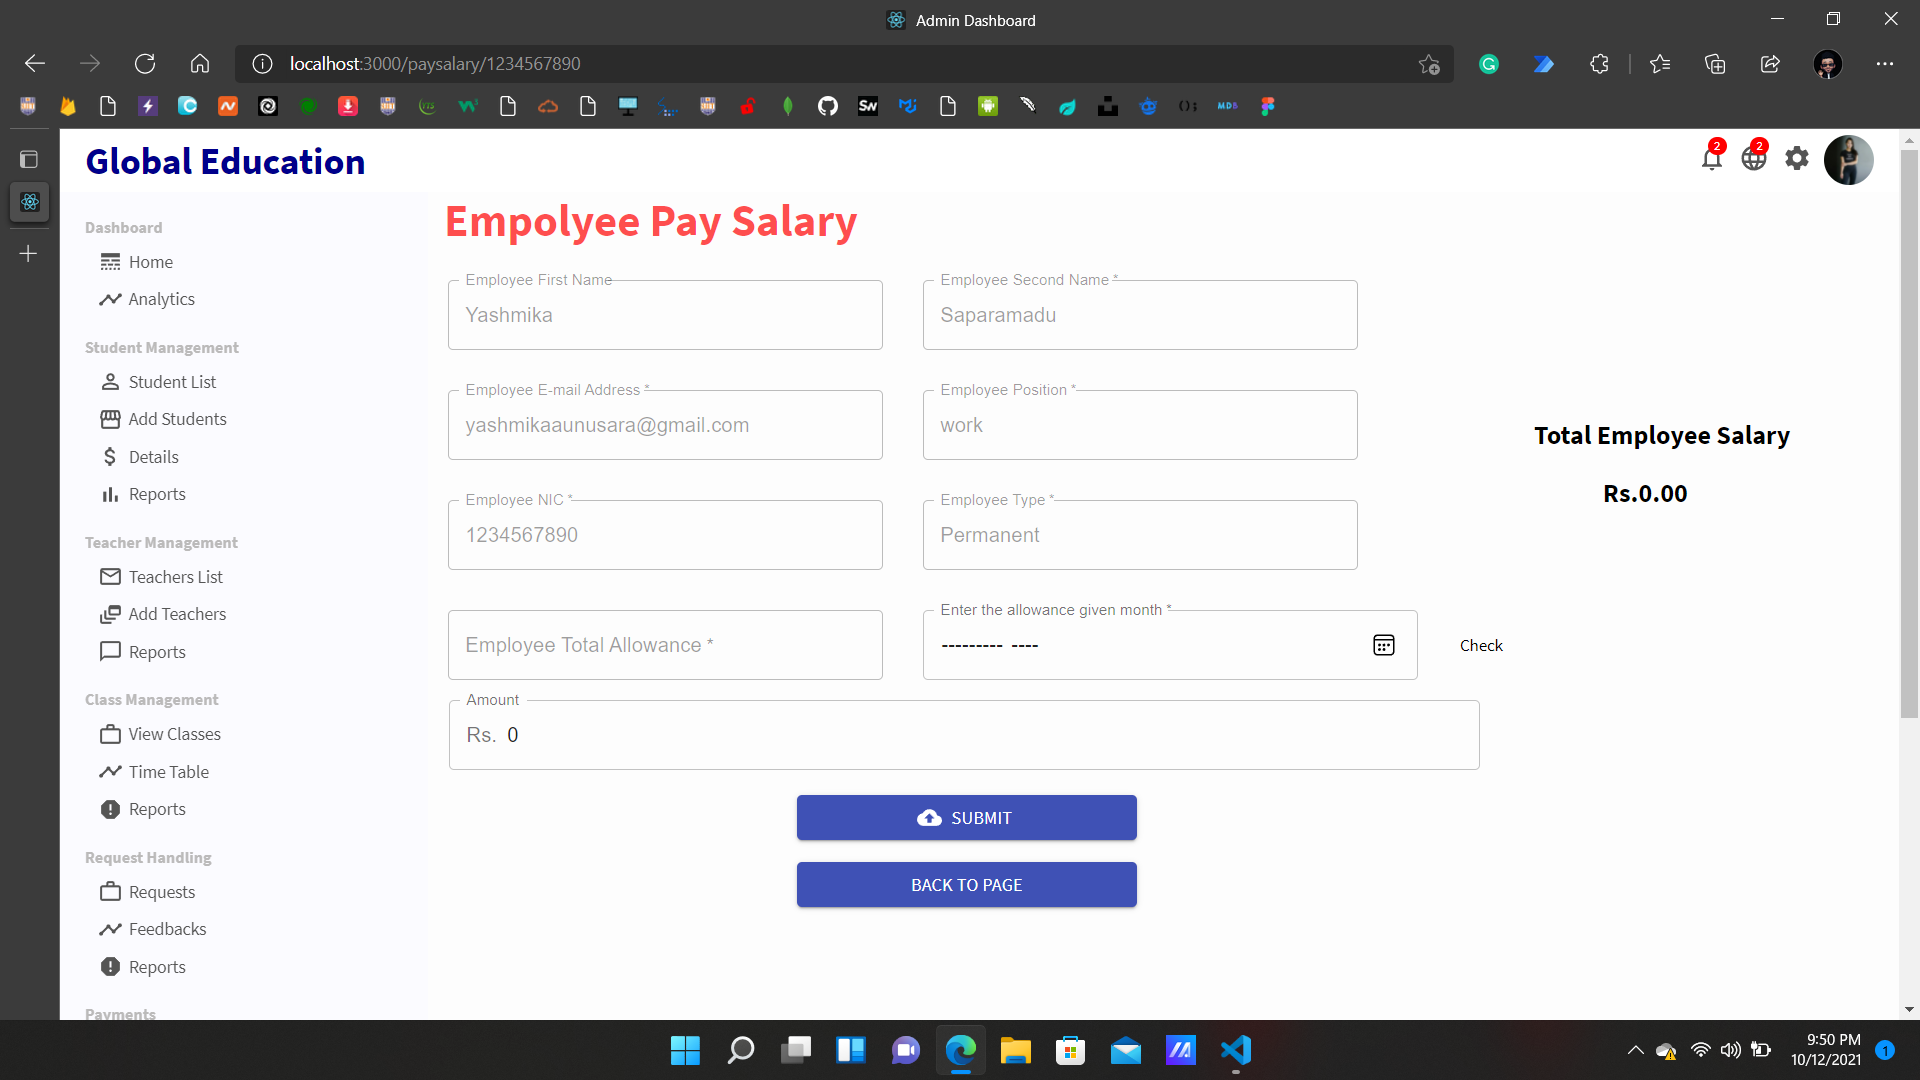 Admin Dashboard
localhost:3000/paysalary/1234567890
Global Education
2
2
Dashboard
Home
Analytics
Student Management
Student List
Add Students
Details
Reports
Teacher Management
Teachers List
Add Teachers
Reports
Class Management
View Classes
Time Table
Reports
Request Handling
Requests
Feedbacks
Reports
Payments
Empolyee Pay Salary
Employee First Name
Yashmika
Employee Second Name *
Saparamadu
Employee E-mail Address *
yashmikaaunusara@gmail.com
Employee Position *
work
Employee NIC *
1234567890
Employee Type *
Permanent
Employee Total Allowance *
Enter the allowance given month *
--------- ----
Check
Amount
Rs. 0
SUBMIT
BACK TO PAGE
Total Employee Salary
Rs.0.00
9:50 PM
10/12/2021
1